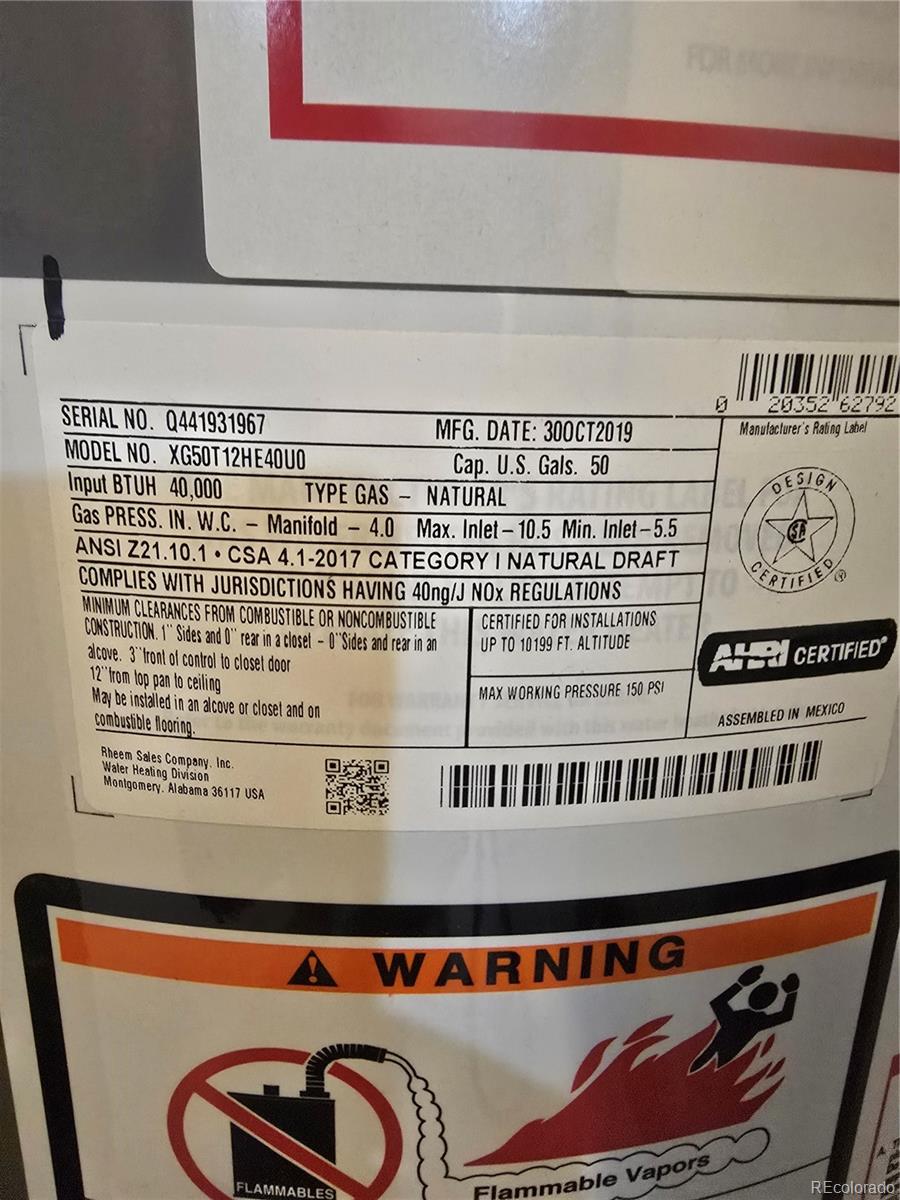 FOR MORE
0 20352 62792
SERIAL NO. Q441931967 MFG. DATE: 30OCT2019
Manufacturer's Rating Label
MODEL NO. XG50T12HE40U0 Cap. U.S. Gals. 50
Input BTUH 40,000 TYPE GAS – NATURAL
Gas PRESS. IN. W.C. – Manifold – 4.0 Max. Inlet–10.5 Min. Inlet–5.5
ANSI Z21.10.1 • CSA 4.1-2017 CATEGORY I NATURAL DRAFT
COMPLIES WITH JURISDICTIONS HAVING 40ng/J NOx REGULATIONS
DESIGN
SA
CERTIFIED ®
MINIMUM CLEARANCES FROM COMBUSTIBLE OR NONCOMBUSTIBLE
CONSTRUCTION. 1" Sides and 0" rear in a closet – 0"Sides and rear in an
alcove. 3" front of control to closet door
12" from top pan to ceiling
May be installed in an alcove or closet and on
combustible flooring.
CERTIFIED FOR INSTALLATIONS
UP TO 10199 FT. ALTITUDE
MAX WORKING PRESSURE 150 PSI
AHRI CERTIFIED®
ASSEMBLED IN MEXICO
Rheem Sales Company, Inc.
Water Heating Division
Montgomery, Alabama 36117 USA
WARNING
FLAMMABLES
Flammable Vapors
REcolorado